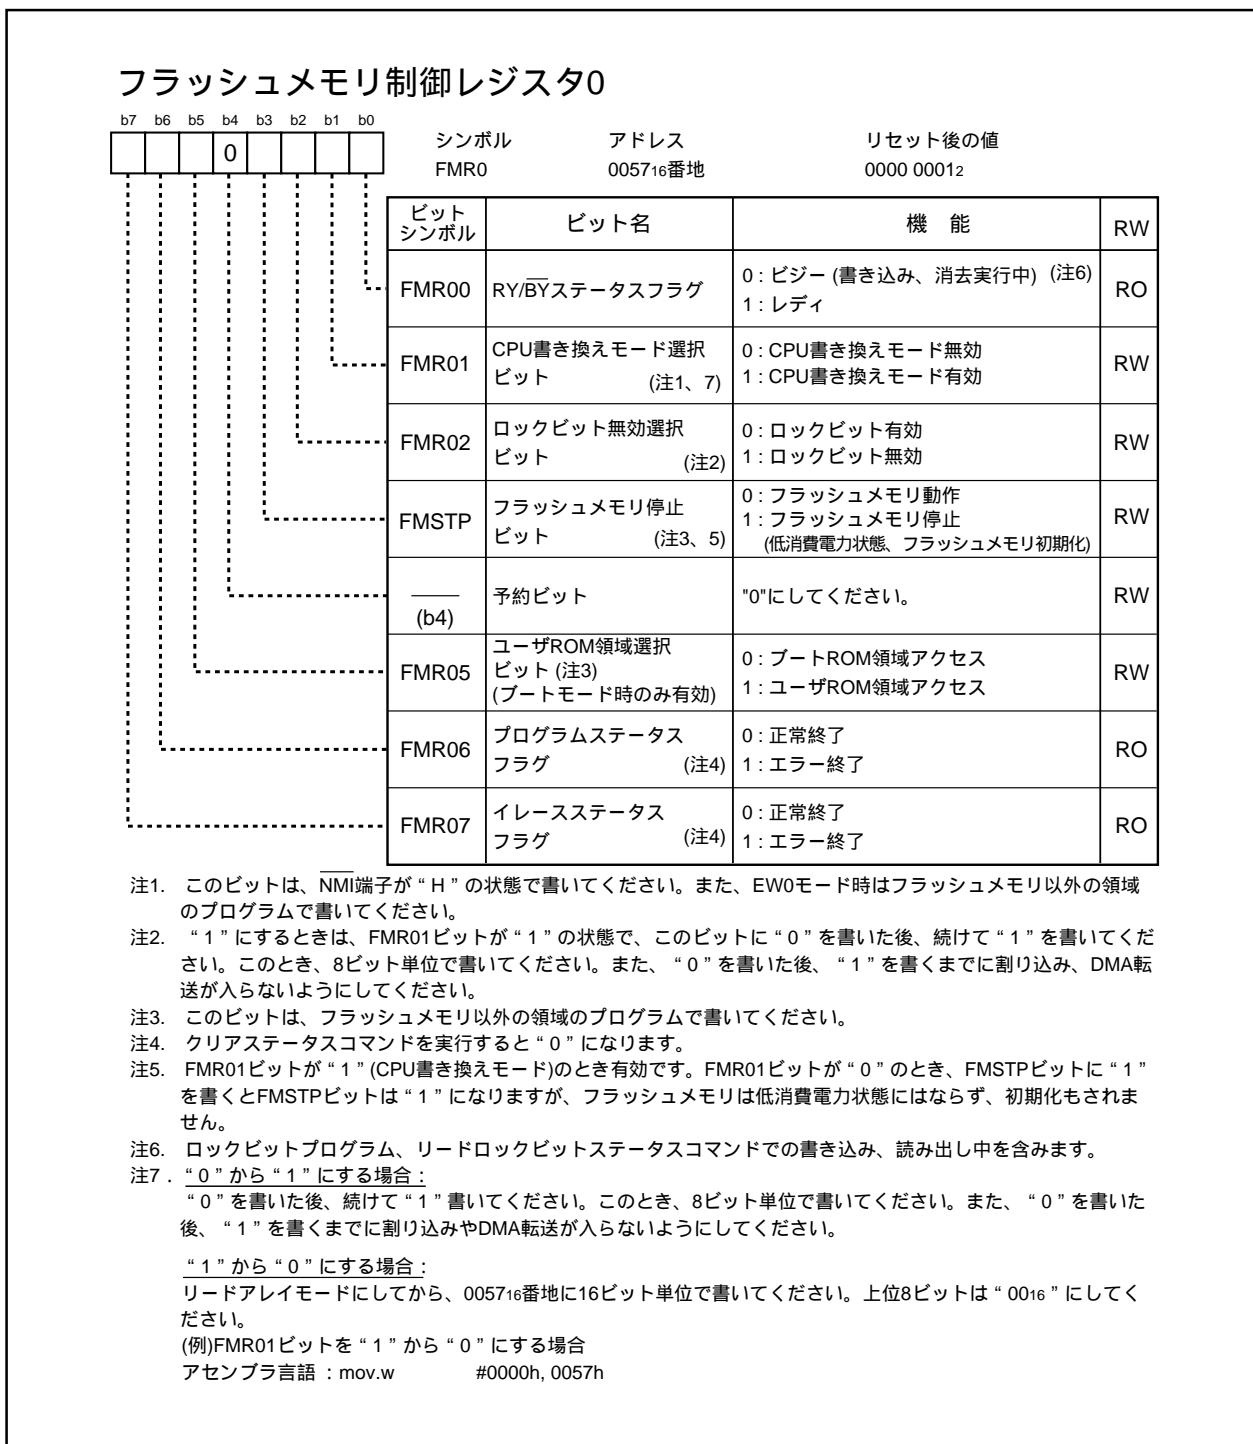 フラッシュメモリ制御レジスタ0
b7 b6 b5 b4 b3 b2 b1 b0
0
シンボル アドレス リセット後の値
FMR0 005716番地 0000 00012
ビット シンボル ビット名 機 能 RW
FMR00 RY/BYステータスフラグ 0 : ビジー (書き込み、消去実行中) (注6) RO
1 : レディ
FMR01 CPU書き換えモード選択 0 : CPU書き換えモード無効 RW
ビット (注1、7) 1 : CPU書き換えモード有効
FMR02 ロックビット無効選択 0 : ロックビット有効 RW
ビット (注2) 1 : ロックビット無効
FMSTP フラッシュメモリ停止 0 : フラッシュメモリ動作 RW
ビット (注3、5) 1 : フラッシュメモリ停止
(低消費電力状態、フラッシュメモリ初期化)
(b4) 予約ビット "0"にしてください。 RW
FMR05 ユーザROM領域選択 0 : ブートROM領域アクセス RW
ビット (注3) 1 : ユーザROM領域アクセス
(ブートモード時のみ有効)
FMR06 プログラムステータス 0 : 正常終了 RO
フラグ (注4) 1 : エラー終了
FMR07 イレースステータス 0 : 正常終了 RO
フラグ (注4) 1 : エラー終了
注1. このビットは、NMI端子が“H”の状態で書いてください。また、EW0モード時はフラッシュメモリ以外の領域
のプログラムで書いてください。
注2. “1”にするときは、FMR01ビットが“1”の状態で、このビットに“0”を書いた後、続けて“1”を書いてくだ
さい。このとき、8ビット単位で書いてください。また、“0”を書いた後、“1”を書くまでに割り込み、DMA転
送が入らないようにしてください。
注3. このビットは、フラッシュメモリ以外の領域のプログラムで書いてください。
注4. クリアステータスコマンドを実行すると“0”になります。
注5. FMR01ビットが“1”(CPU書き換えモード)のとき有効です。FMR01ビットが“0”のとき、FMSTPビットに“1”
を書くとFMSTPビットは“1”になりますが、フラッシュメモリは低消費電力状態にはならず、初期化もされま
せん。
注6. ロックビットプログラム、リードロックビットステータスコマンドでの書き込み、読み出し中を含みます。
注7．“0”から“1”にする場合：
“0”を書いた後、続けて“1”書いてください。このとき、8ビット単位で書いてください。また、“0”を書いた
後、“1”を書くまでに割り込みやDMA転送が入らないようにしてください。
“1”から“0”にする場合：
リードアレイモードにしてから、005716番地に16ビット単位で書いてください。上位8ビットは“0016”にしてく
ださい。
(例)FMR01ビットを“1”から“0”にする場合
アセンブラ言語 ：mov.w #0000h, 0057h